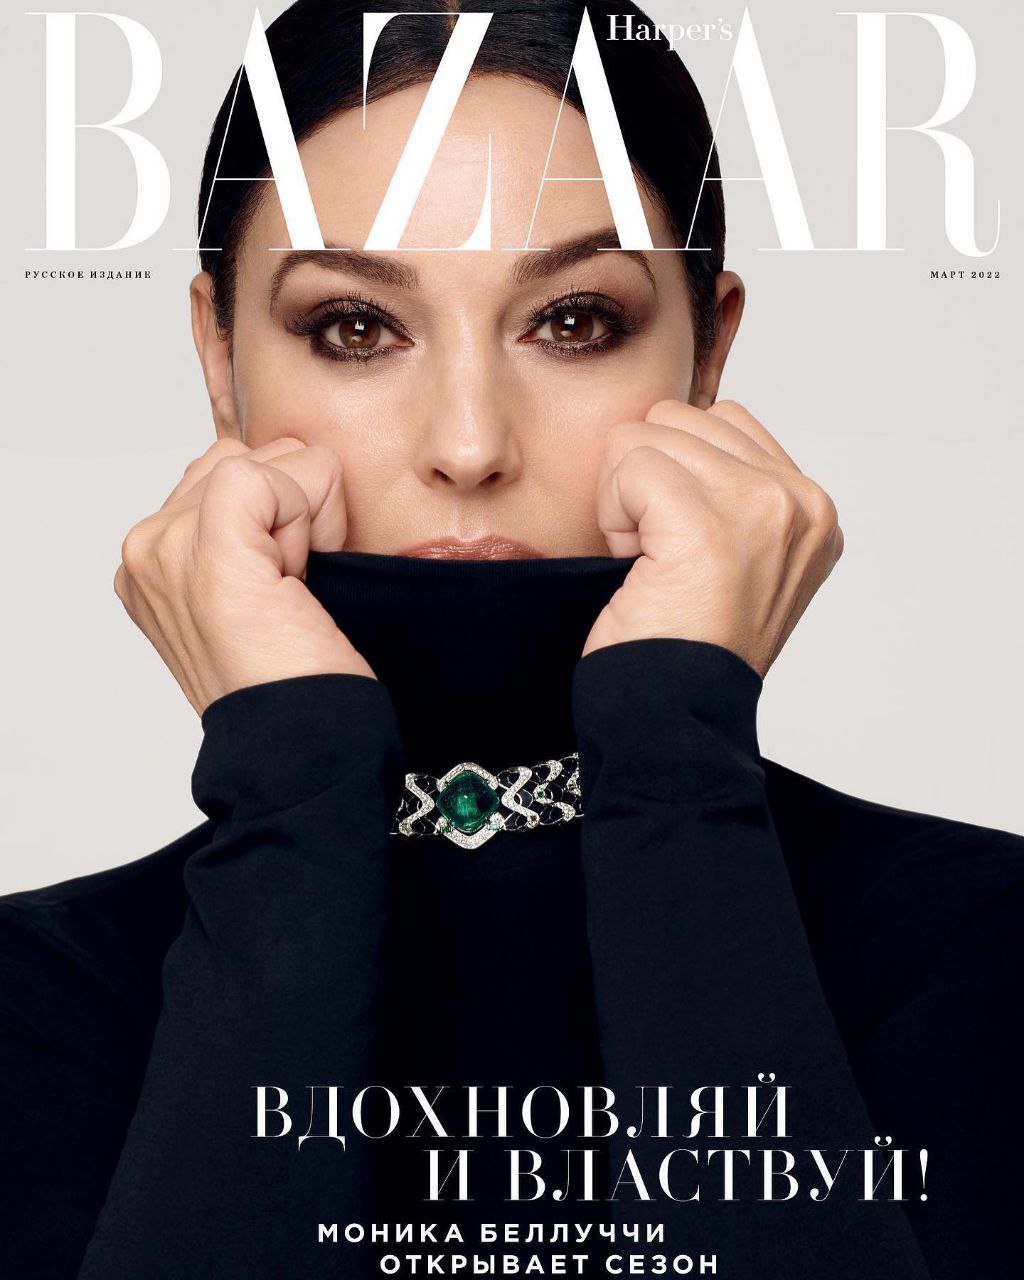 Harper's
BAZAAR
РУССКОЕ ИЗДАНИЕ
МАРТ 2022
ВДОХНОВЛЯЙ
И ВЛАСТВУЙ!
МОНИКА БЕЛЛУЧЧИ
ОТКРЫВАЕТ СЕЗОН